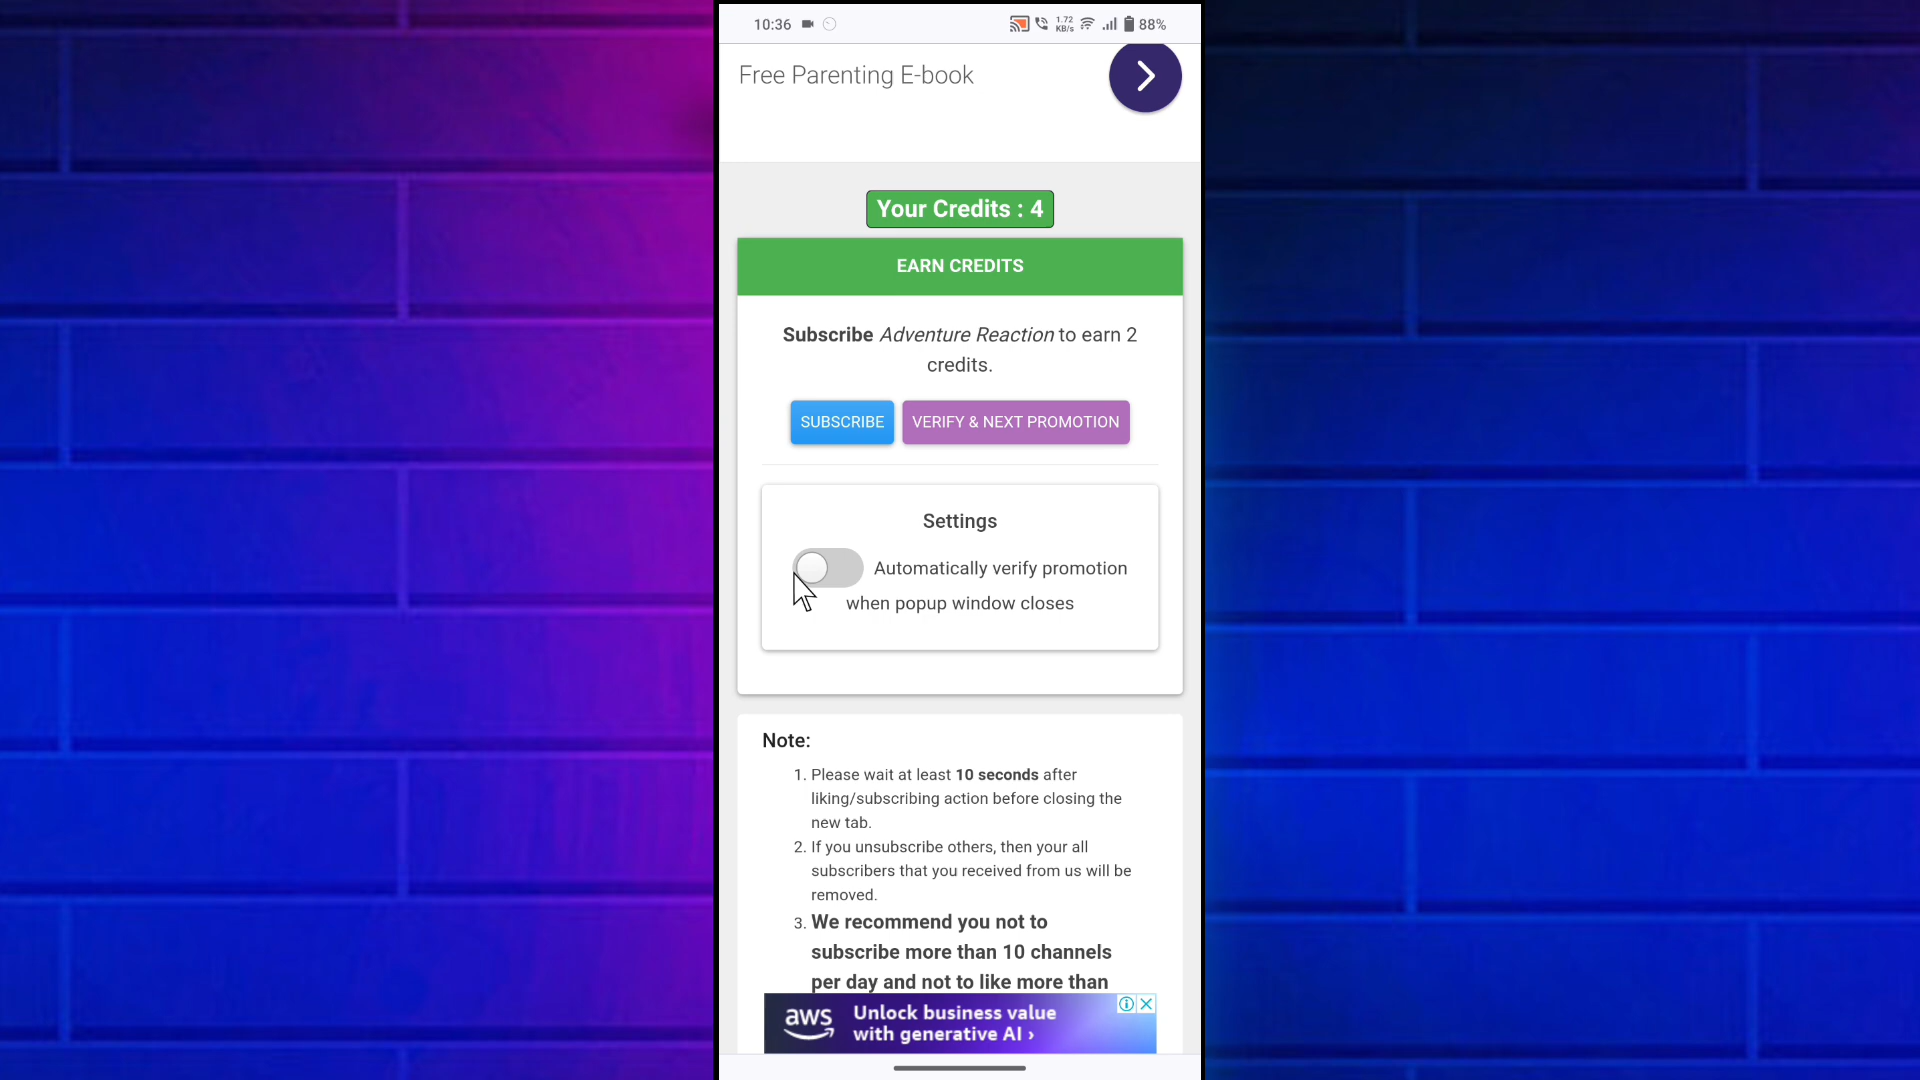 10:36
1.72
KB/s
88%
Free Parenting E-book
Your Credits : 4
EARN CREDITS
Subscribe Adventure Reaction to earn 2
credits.
SUBSCRIBE
VERIFY & NEXT PROMOTION
Settings
Automatically verify promotion
when popup window closes
Note:
1. Please wait at least 10 seconds after
liking/subscribing action before closing the
new tab.
2. If you unsubscribe others, then your all
subscribers that you received from us will be
removed.
3. We recommend you not to
subscribe more than 10 channels
per day and not to like more than
aws
Unlock business value
with generative AI ›